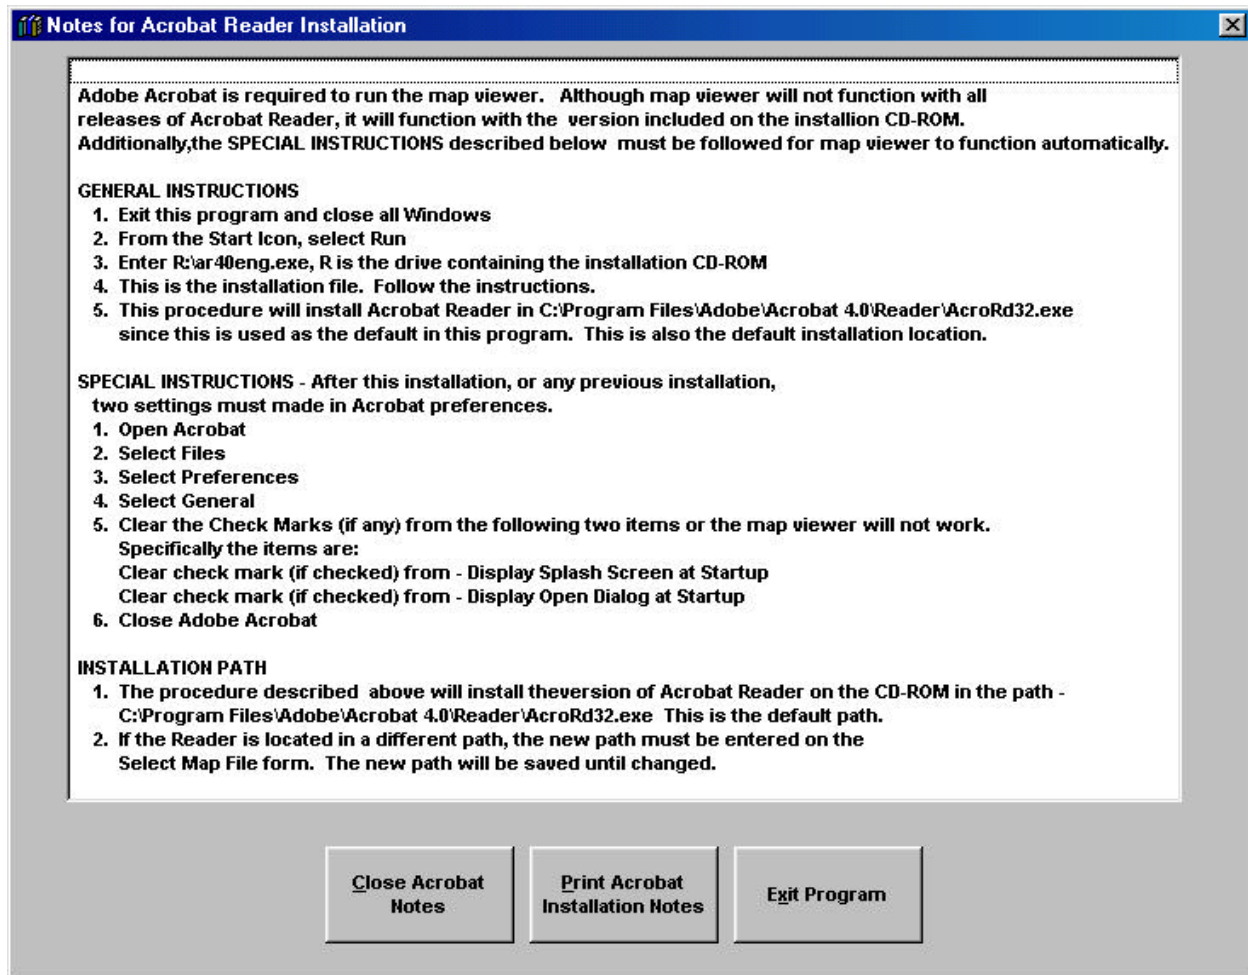 Notes for Acrobat Reader Installation
Adobe Acrobat is required to run the map viewer.   Although map viewer will not function with all
releases of Acrobat Reader, it will function with the  version included on the installion CD-ROM.
Additionally,the SPECIAL INSTRUCTIONS described below  must be followed for map viewer to function automatically.
GENERAL INSTRUCTIONS
1.  Exit this program and close all Windows
2.  From the Start Icon, select Run
3.  Enter R:\ar40eng.exe, R is the drive containing the installation CD-ROM
4.  This is the installation file.  Follow the instructions.
5.  This procedure will install Acrobat Reader in C:\Program Files\Adobe\Acrobat 4.0\Reader\AcroRd32.exe
since this is used as the default in this program.  This is also the default installation location.
SPECIAL INSTRUCTIONS - After this installation, or any previous installation,
two settings must made in Acrobat preferences.
1.  Open Acrobat
2.  Select Files
3.  Select Preferences
4.  Select General
5.  Clear the Check Marks (if any) from the following two items or the map viewer will not work.
Specifically the items are:
Clear check mark (if checked) from - Display Splash Screen at Startup
Clear check mark (if checked) from - Display Open Dialog at Startup
6.  Close Adobe Acrobat
INSTALLATION PATH
1.  The procedure described  above will install theversion of Acrobat Reader on the CD-ROM in the path -
C:\Program Files\Adobe\Acrobat 4.0\Reader\AcroRd32.exe  This is the default path.
2.  If the Reader is located in a different path, the new path must be entered on the
Select Map File form.  The new path will be saved until changed.
Close Acrobat
Notes
Print Acrobat
Installation Notes
Exit Program